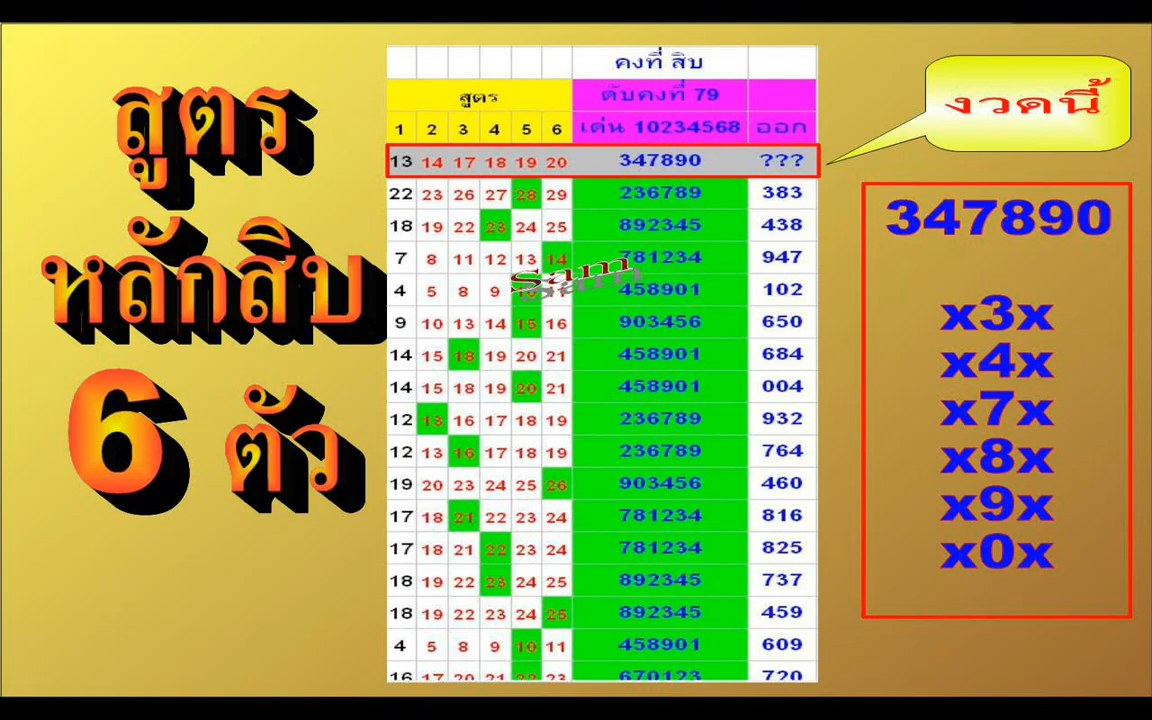 สูตร
หลักสิบ
6 ตัว
คงที่ สิบ
สูตร ดับคงที่ 79
1 2 3 4 5 6 เด่น 10234568 ออก
13 14 17 18 19 20 347890 ???
22 23 26 27 28 29 236789 383
18 19 22 23 24 25 892345 438
7 8 11 12 13 14 781234 947
Sam
4 5 8 9 458901 102
9 10 13 14 15 16 903456 650
14 15 18 19 20 21 458901 684
14 15 18 19 20 21 458901 004
12 13 16 17 18 19 236789 932
12 13 16 17 18 19 236789 764
19 20 23 24 25 26 903456 460
17 18 21 22 23 24 781234 816
17 18 21 22 23 24 781234 825
18 19 22 23 24 25 892345 737
18 19 22 23 24 25 892345 459
4 5 8 9 10 11 458901 609
16 17 20 21 22 23 670123 720
งวดนี้
347890
x3x
x4x
x7x
x8x
x9x
x0x